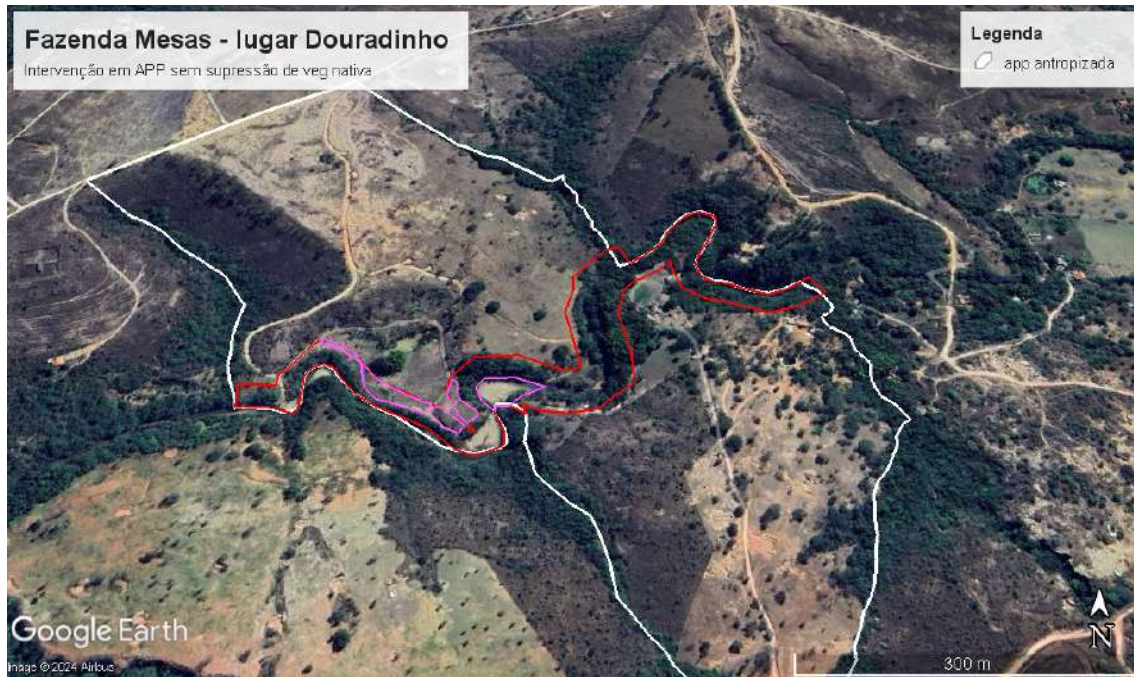 Fazenda Mesas - lugar Douradinho
Intervenção em APP sem supressão de veg nativa
Legenda
app antropizada
Google Earth
Image © 2024 Airbus
N
300 m